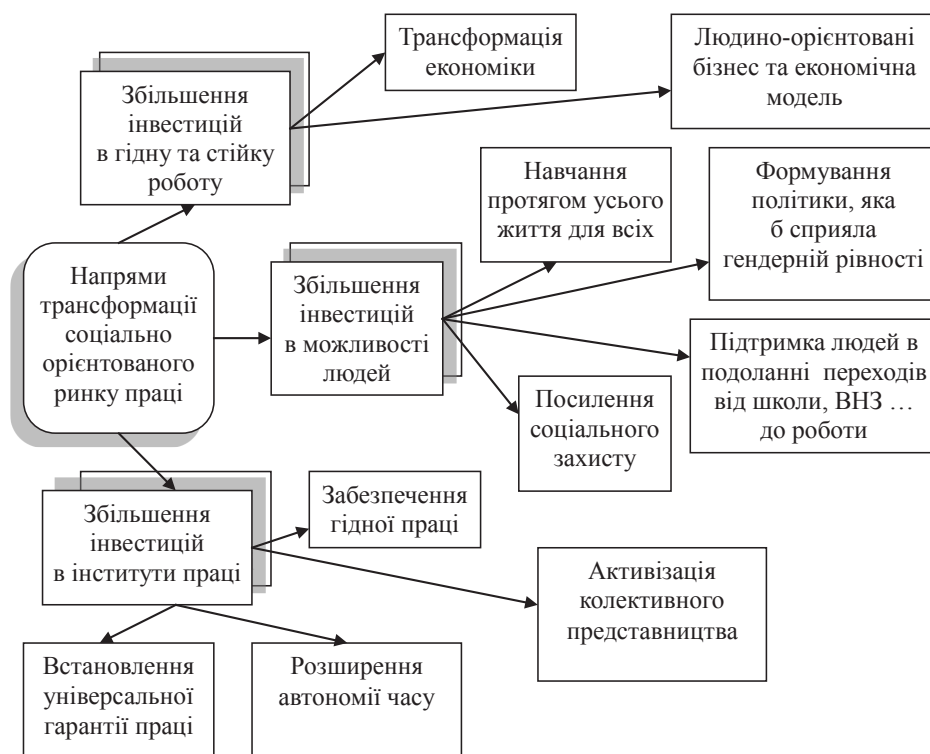 Трансформація
економіки
Людино-орієнтовані
бізнес та економічна
модель
Збільшення
інвестицій
в гідну та стійку
роботу
Навчання
протягом усього
життя для всіх
Формування
політики, яка
б сприяла
гендерній рівності
Напрями
трансформації
соціально
орієнтованого
ринку праці
Збільшення
інвестицій
в можливості
людей
Підтримка людей в
подоланні переходів
від школи, ВНЗ …
до роботи
Посилення
соціального
захисту
Збільшення
інвестицій
в інститути праці
Забезпечення
гідної праці
Активізація
колективного
представництва
Встановлення
універсальної
гарантії праці
Розширення
автономії часу